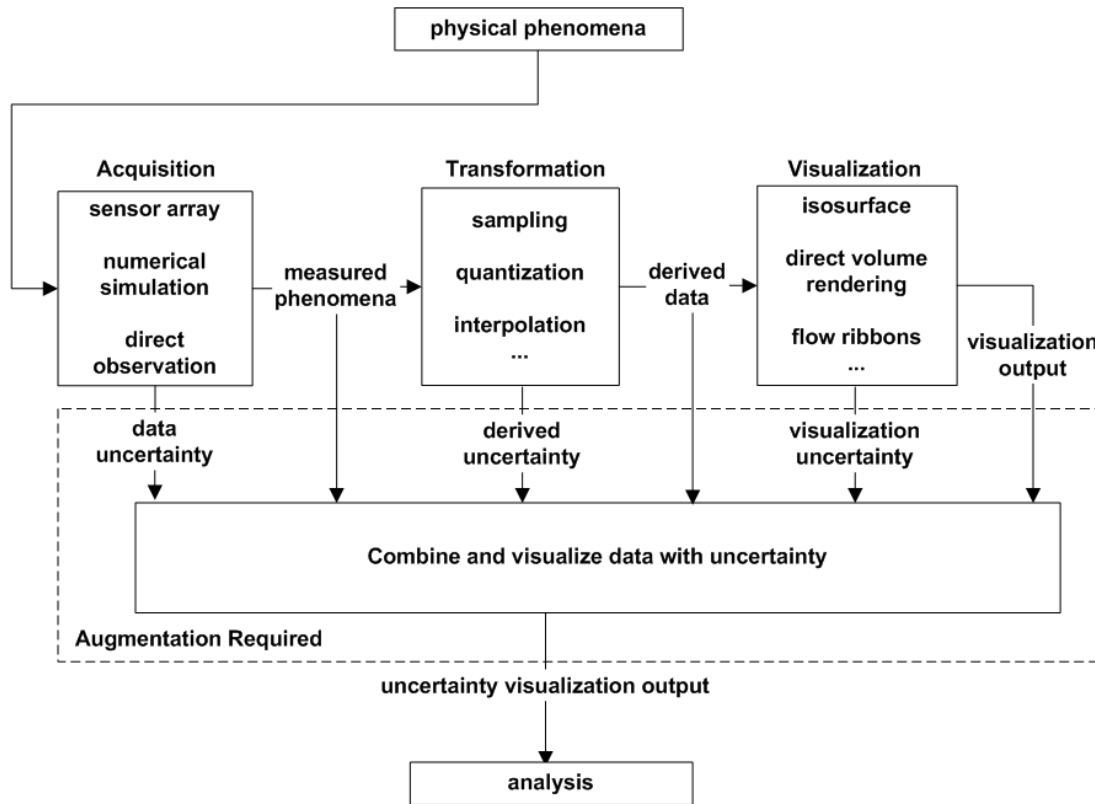 physical phenomena
Acquisition
sensor array
numerical
simulation
direct
observation
measured
phenomena
Transformation
sampling
quantization
interpolation
...
derived
data
Visualization
isosurface
direct volume
rendering
flow ribbons
...
visualization
output
data
uncertainty
derived
uncertainty
visualization
uncertainty
Combine and visualize data with uncertainty
Augmentation Required
uncertainty visualization output
analysis